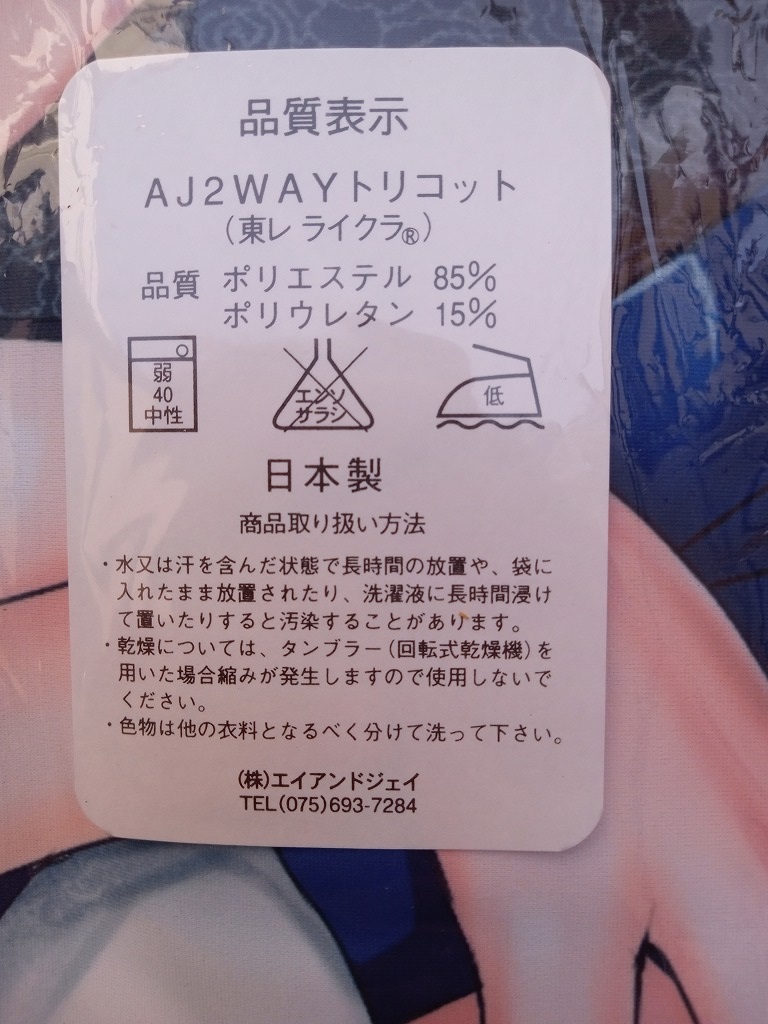 品質表示
AJ2WAYトリコット
(東レ ライクラ®)
品質 ポリエステル 85%
ポリウレタン 15%
弱
40
中性
エンソ
サラシ
低
日本製
商品取り扱い方法
・水又は汗を含んだ状態で長時間の放置や、袋に
入れたまま放置されたり、洗濯液に長時間浸け
て置いたりすると汚染することがあります。
・乾燥については、タンブラー(回転式乾燥機)を
用いた場合縮みが発生しますので使用しないで
ください。
・色物は他の衣料となるべく分けて洗って下さい。
(株)エイアンドジェイ
TEL(075)693-7284